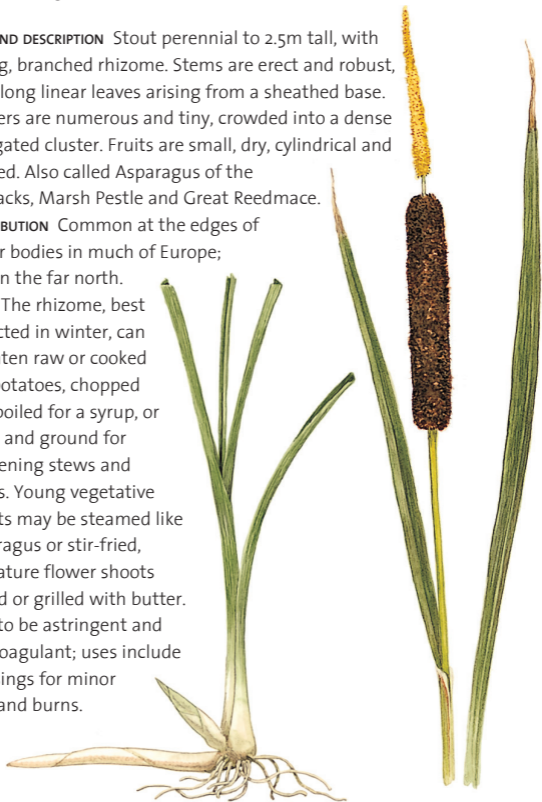 ND DESCRIPTION Stout perennial to 2.5m tall, with
g, branched rhizome. Stems are erect and robust,
long linear leaves arising from a sheathed base.
ers are numerous and tiny, crowded into a dense
gated cluster. Fruits are small, dry, cylindrical and
ed. Also called Asparagus of the
acks, Marsh Pestle and Great Reedmace.
BUTION Common at the edges of
r bodies in much of Europe;
n the far north.
The rhizome, best
cted in winter, can
ten raw or cooked
potatoes, chopped
boiled for a syrup, or
and ground for
ening stews and
s. Young vegetative
ts may be steamed like
ragus or stir-fried,
ature flower shoots
d or grilled with butter.
to be astringent and
oagulant; uses include
ings for minor
and burns.